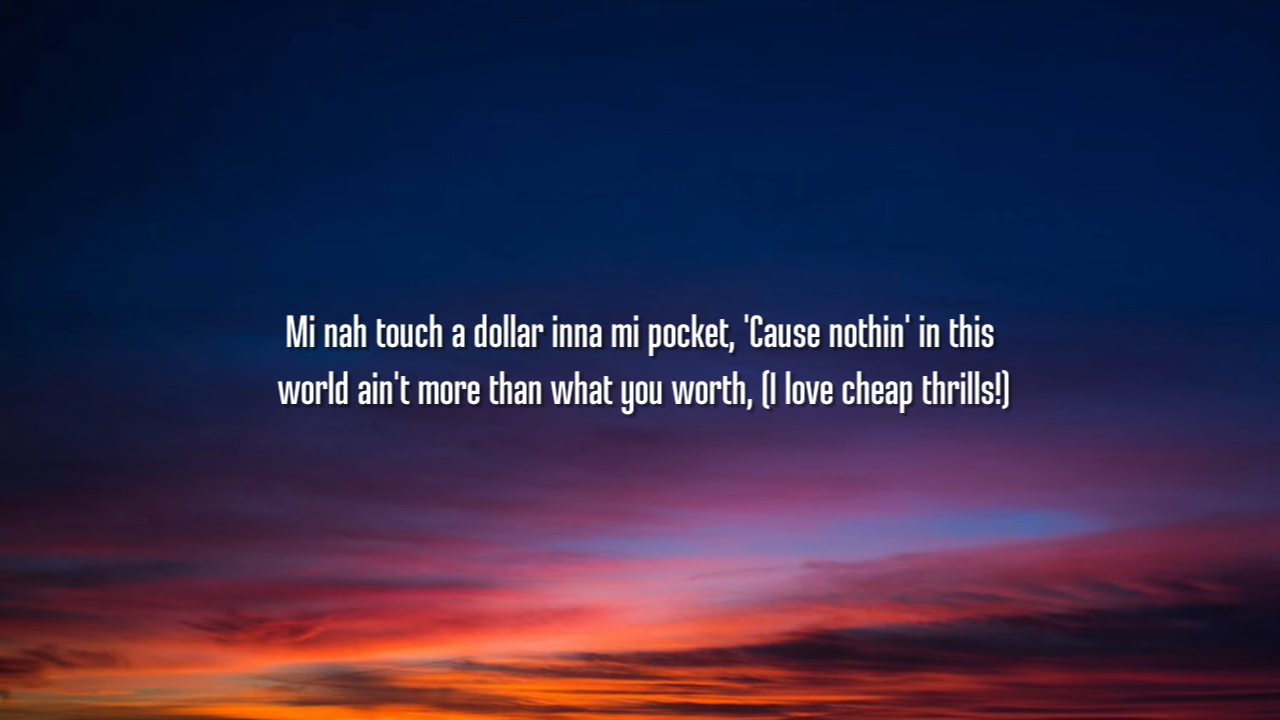 Mi nah touch a dollar inna mi pocket, 'Cause nothin' in this
world ain't more than what you worth, (I love cheap thrills!)